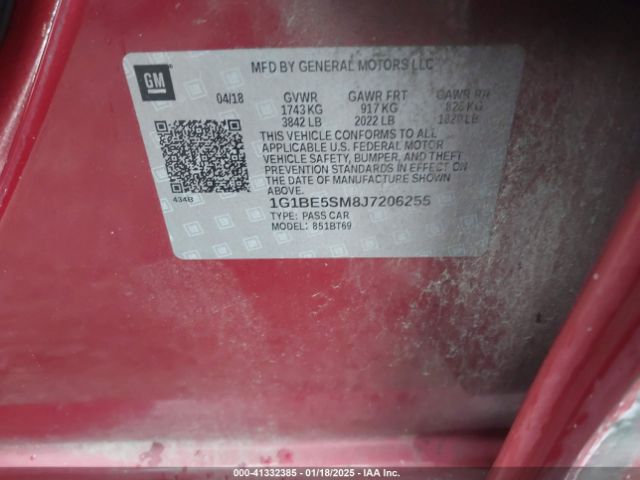 MFD BY GENERAL MOTORS LLC
GM
04/18 GVWR GAWR FRT GAWR RR
1743 KG 917 KG 826 KG
3842 LB 2022 LB 1820 LB
THIS VEHICLE CONFORMS TO ALL
APPLICABLE U.S. FEDERAL MOTOR
VEHICLE SAFETY, BUMPER, AND THEFT
PREVENTION STANDARDS IN EFFECT ON
THE DATE OF MANUFACTURE SHOWN
ABOVE.
434B
1G1BE5SM8J7206255
TYPE: PASS CAR
MODEL: 851BT69
000-41332385 - 01/18/2025 - IAA Inc.